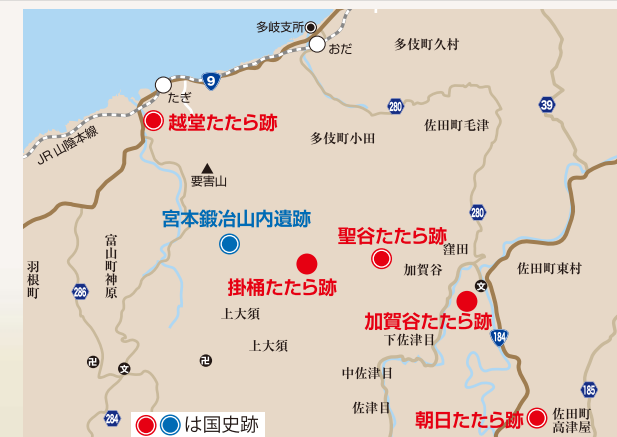 多岐支所
おだ
多伎町久村
9
たぎ
280
39
越堂たたら跡
JR山陰本線
多伎町小田
佐田町毛津
要害山
宮本鍛冶山内遺跡
280
聖谷たたら跡
富山町神原
窪田
加賀谷
佐田町東村
羽根町
286
掛樋たたら跡
文
上大須
加賀谷たたら跡
184
下佐津目
上大須
卍
文
卍
中佐津目
185
佐津目
朝日たたら跡
佐田町
高津屋
284
は国史跡